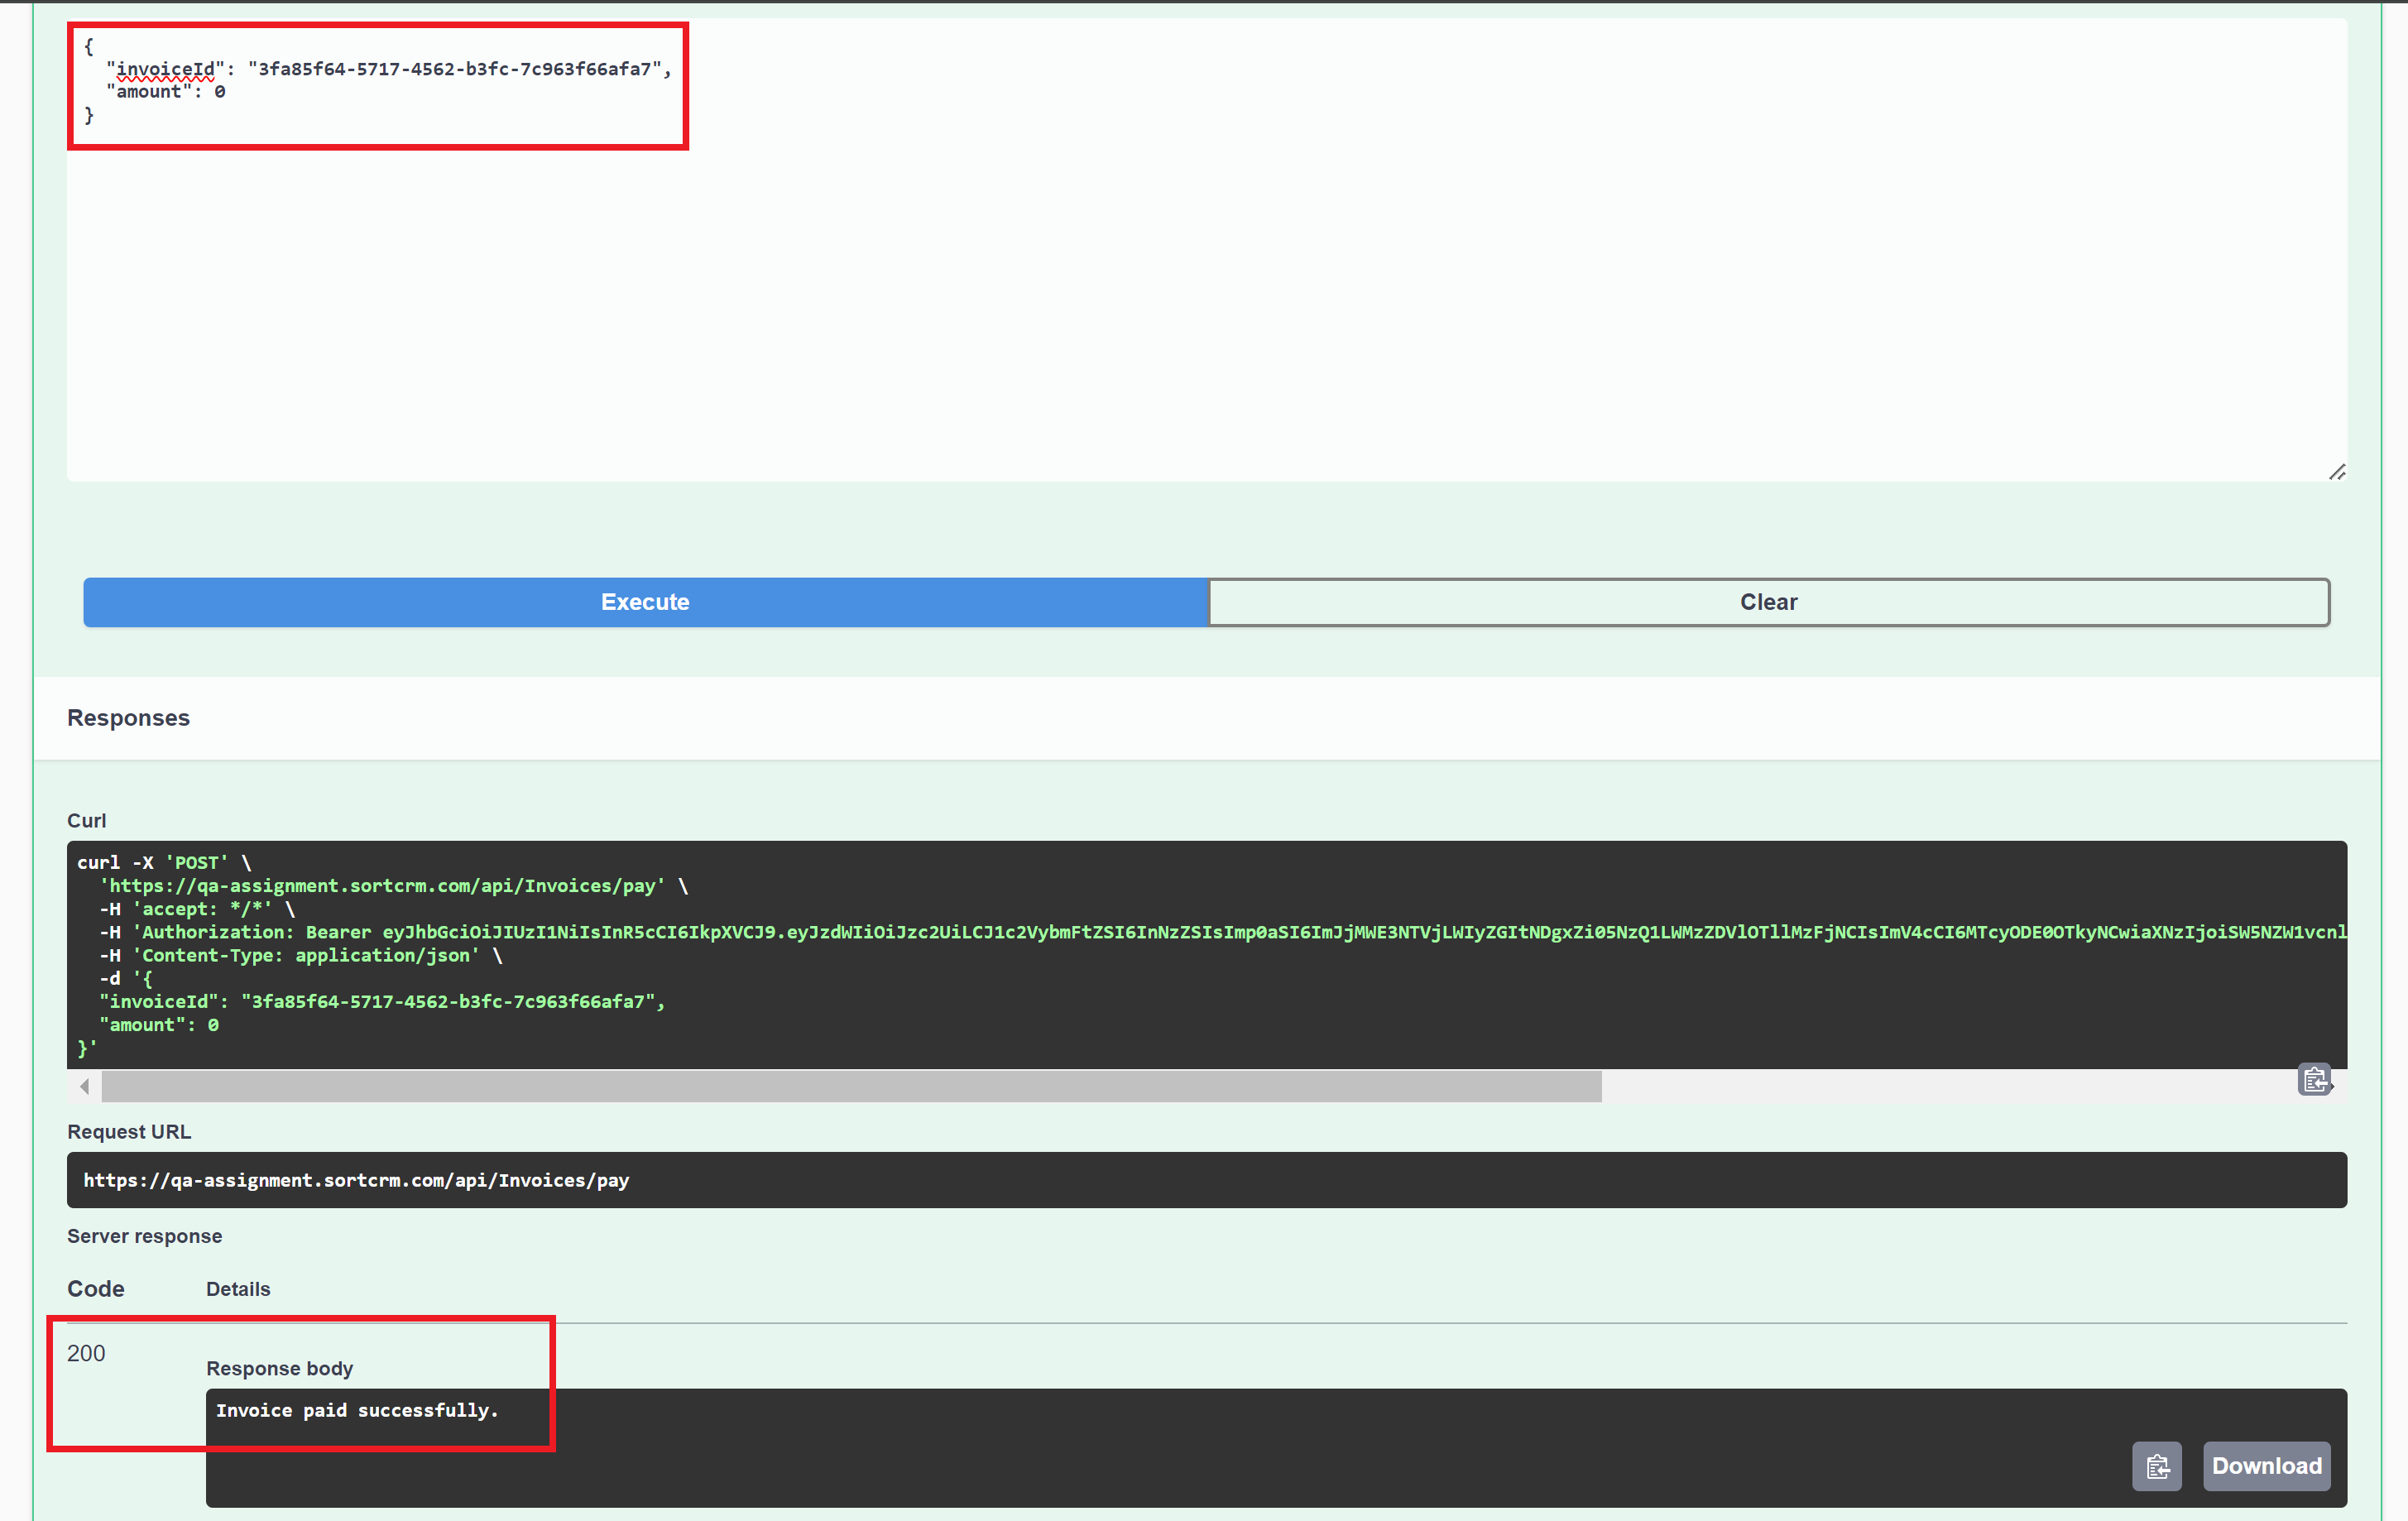 {
  "invoiceId": "3fa85f64-5717-4562-b3fc-7c963f66afa7",
  "amount": 0
}
Execute
Clear
Responses
Curl
curl -X 'POST' \
  'https://qa-assignment.sortcrm.com/api/Invoices/pay' \
  -H 'accept: */*' \
  -H 'Authorization: Bearer eyJhbGciOiJIUzI1NiIsInR5cCI6IkpXVCJ9.eyJzdWIiOiJzc2UiLCJ1c2VybmFtZSI6InNzZSIsImp0aSI6ImJjMWE3NTVjLWIyZGItNDgxZi05NzQ1LWMzZDVlOTllMzFjNCIsImV4cCI6MTcyODE0OTkyNCwiaXNzIjoiSW5NZW1vcnl
  -H 'Content-Type: application/json' \
  -d '{
  "invoiceId": "3fa85f64-5717-4562-b3fc-7c963f66afa7",
  "amount": 0
}'
Request URL
https://qa-assignment.sortcrm.com/api/Invoices/pay
Server response
Code Details
200
Response body
Invoice paid successfully.
Download